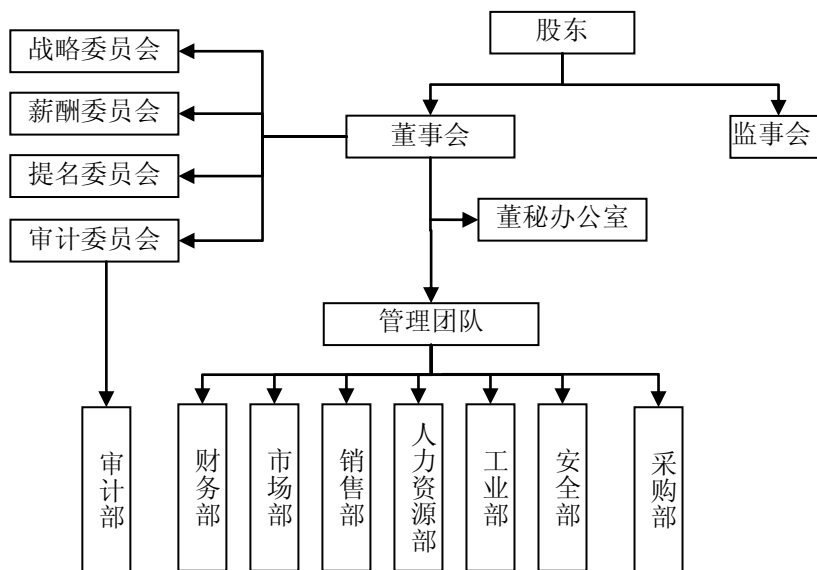 股东
战略委员会
薪酬委员会
董事会
监事会
提名委员会
董秘办公室
审计委员会
管理团队
审计部
财务部
市场部
销售部
人力资源部
工业部
安全部
采购部